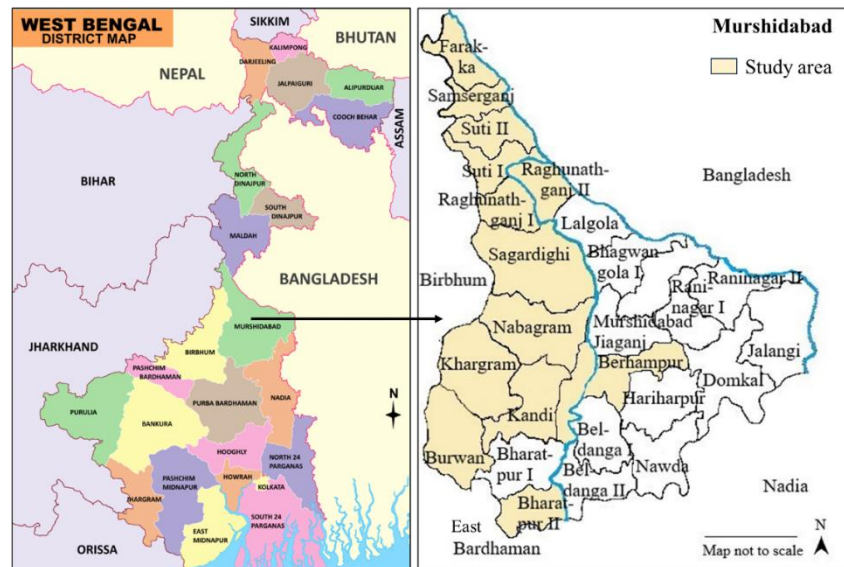 WEST BENGAL
DISTRICT MAP
SIKKIM
BHUTAN
NEPAL
KALIMPONG
DARJEELING
JALPAIGURI
ALIPURDUAR
COOCH BEHAR
ASSAM
BIHAR
NORTH
DINAJPUR
SOUTH
DINAJPUR
MALDAH
BANGLADESH
MURSHIDABAD
JHARKHAND
BIRBHUM
PASHCHIM
BARDHAMAN
PURBA BARDHAMAN
NADIA
N
PURULIA
BANKURA
HOOGHLY
NORTH 24
PARGANAS
PASHCHIM
MIDNAPUR
HOWRAH
KOLKATA
JHARGRAM
SOUTH 24
PARGANAS
EAST
MIDNAPUR
ORISSA
Murshidabad
Study area
Farak-
ka
Samserganj
Suti II
Bangladesh
Suti I
Raghunath-
ganj II
Raghunath-
ganj I
Lalgola
Sagardighi
Bhagwan
gola I
Raninagar II
Birbhum
Rani
nagar I
Nabagram
Murshidabad
Jiaganj
Jalangi
Khargram
Berhampur
Domkal
Hariharpur
Kandi
Bel-
danga I
Burwan
Bharat-
pur I
Nawda
Bel
danga II
Nadia
Bharat-
pur II
East
Bardhaman
N
Map not to scale